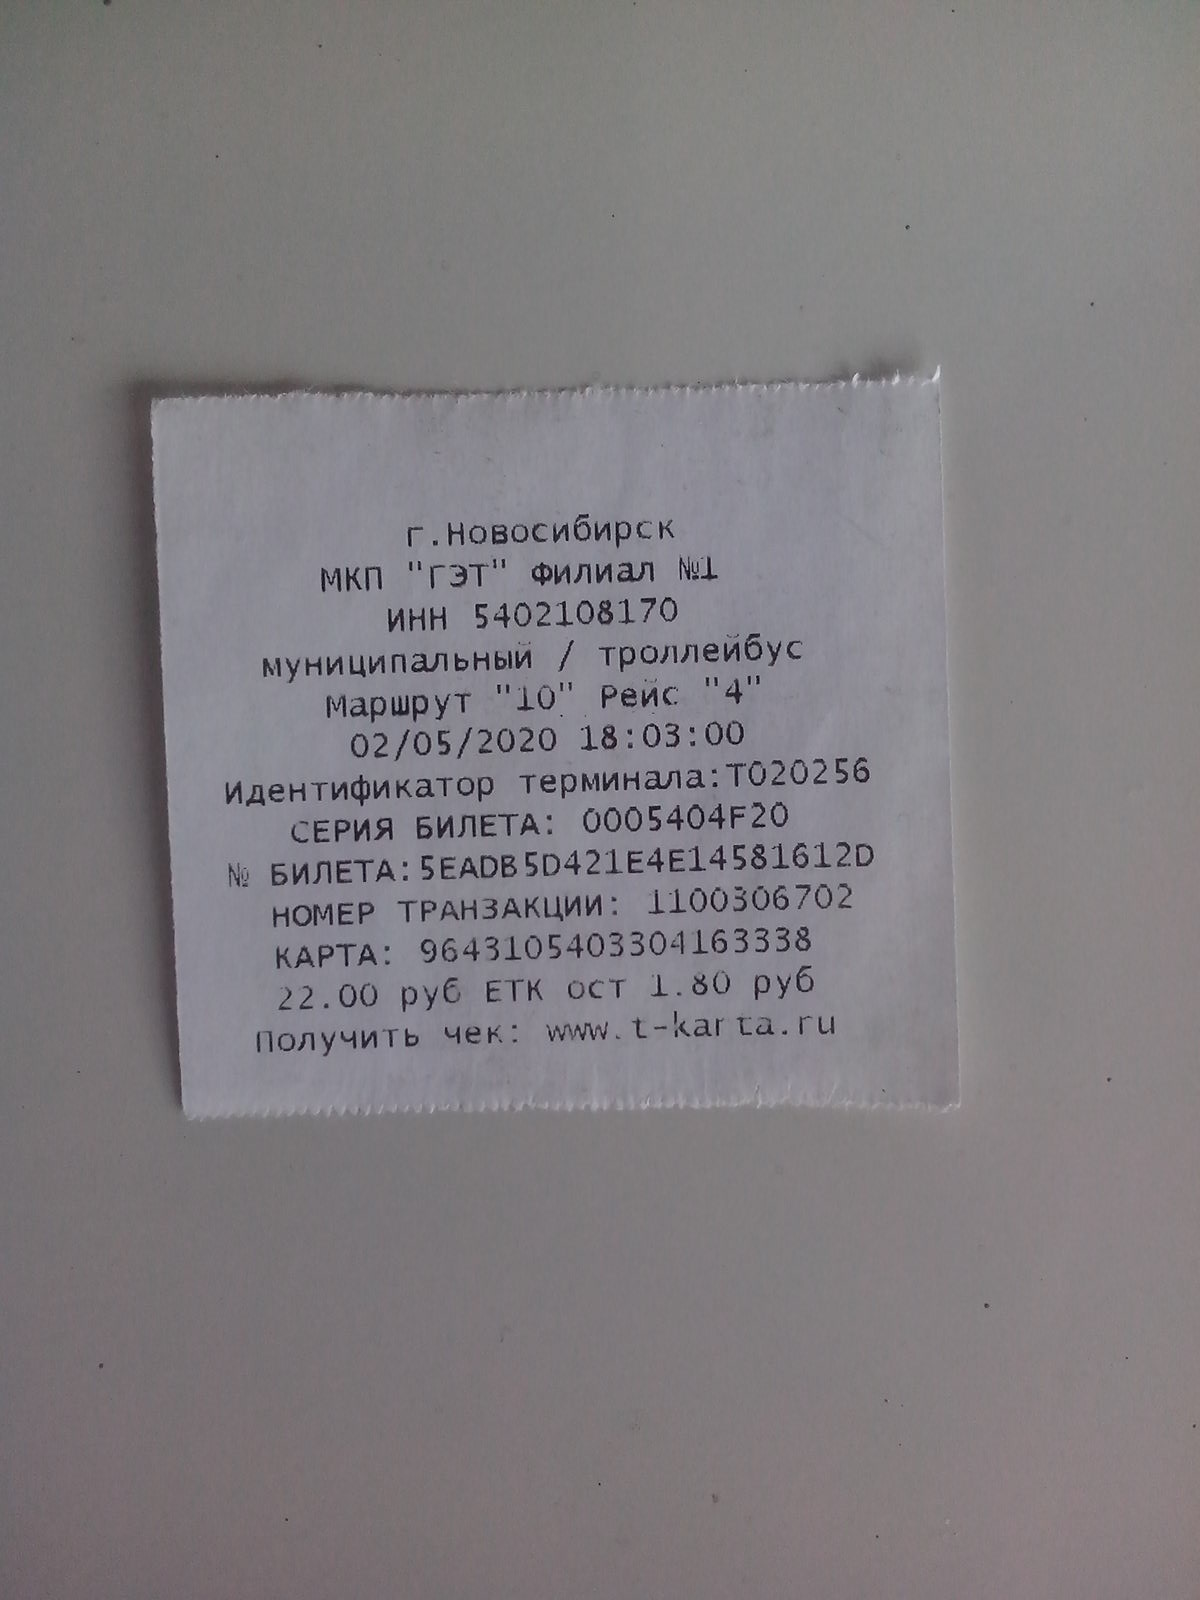 г.Новосибирск
МКП "ГЭТ" Филиал №1
ИНН 5402108170
муниципальный / троллейбус
Маршрут "10" Рейс "4"
02/05/2020 18:03:00
Идентификатор терминала:Т020256
СЕРИЯ БИЛЕТА: 0005404F20
№ БИЛЕТА:5EADB5D421E4E14581612D
НОМЕР ТРАНЗАКЦИИ: 1100306702
КАРТА: 9643105403304163338
22.00 руб ЕТК ост 1.80 руб
Получить чек: www.t-karta.ru